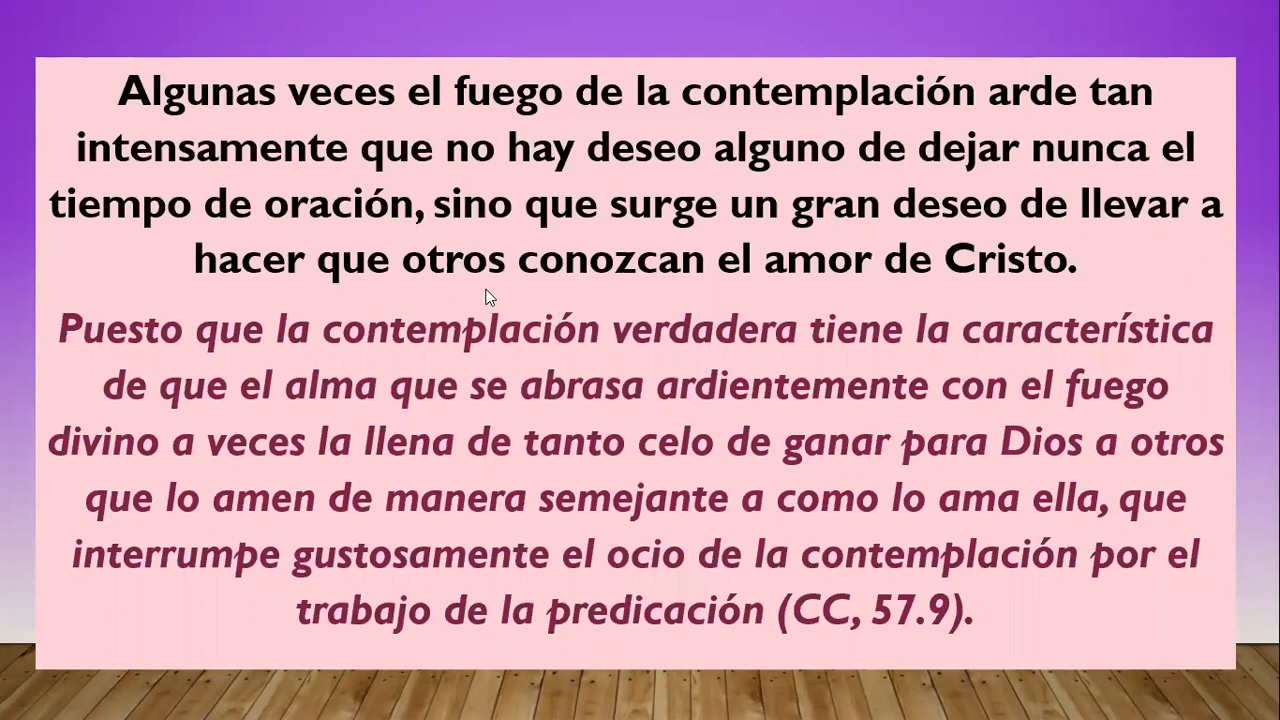 Algunas veces el fuego de la contemplación arde tan
intensamente que no hay deseo alguno de dejar nunca el
tiempo de oración, sino que surge un gran deseo de llevar a
hacer que otros conozcan el amor de Cristo.
Puesto que la contemplación verdadera tiene la característica
de que el alma que se abrasa ardientemente con el fuego
divino a veces la llena de tanto celo de ganar para Dios a otros
que lo amen de manera semejante a como lo ama ella, que
interrumpe gustosamente el ocio de la contemplación por el
trabajo de la predicación (CC, 57.9).